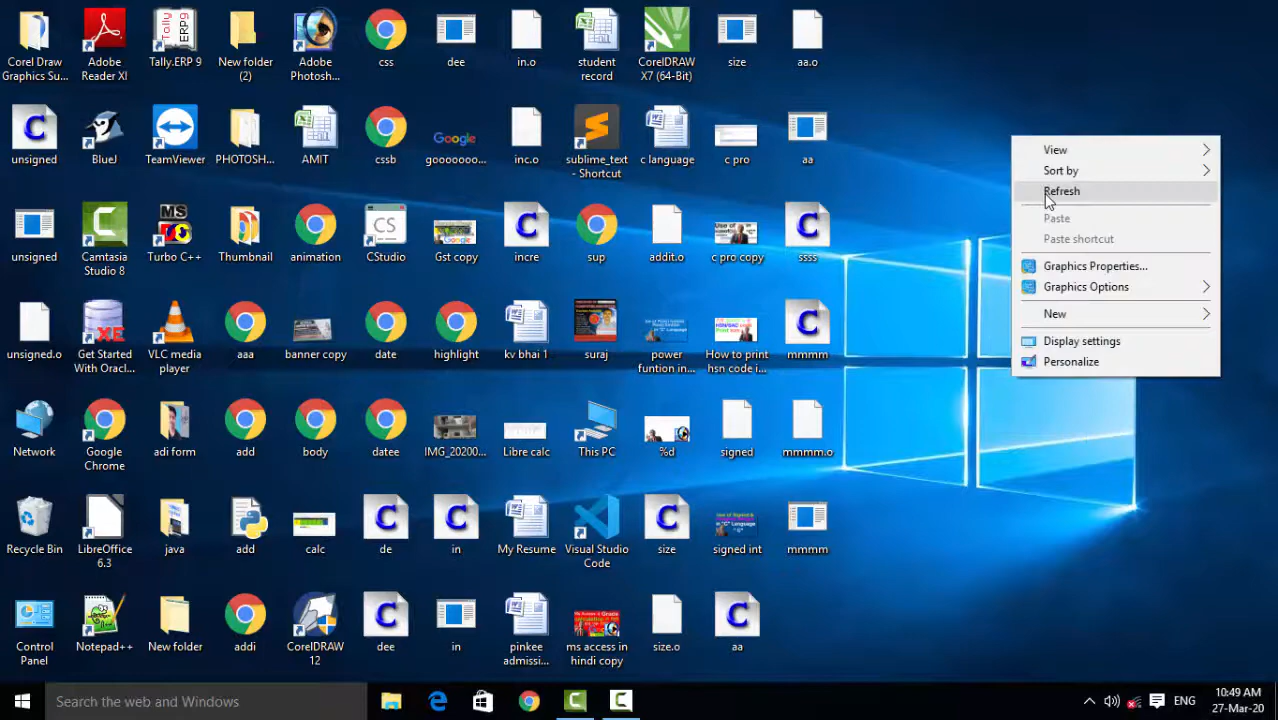 Corel Draw
Graphics Su...
Adobe
Reader XI
Tally.ERP 9
New folder
(2)
Adobe
Photosh...
css
dee
in.o
student
record
CorelDRAW
X7 (64-Bit)
size
aa.o
unsigned
BlueJ
TeamViewer
PHOTOSH...
AMIT
cssb
Google
goooooooo...
inc.o
sublime_text
- Shortcut
c language
c pro
aa
unsigned
Camtasia
Studio 8
MS
Turbo C++
Thumbnail
animation
CS
CStudio
Gst copy
incre
sup
addit.o
c pro copy
ssss
unsigned.o
XE
Get Started
With Oracl...
VLC media
player
aaa
banner copy
date
highlight
kv bhai 1
suraj
power
funtion in...
How to print
hsn code i...
mmmm
Network
Google
Chrome
adi form
add
body
datee
IMG_20200...
Libre calc
This PC
%d
signed
mmmm.o
Recycle Bin
LibreOffice
6.3
java
add
calc
de
in
My Resume
Visual Studio
Code
size
signed int
mmmm
Control
Panel
Notepad++
New folder
addi
CorelDRAW
12
dee
in
pinkee
admissi...
ms access in
hindi copy
size.o
aa
View
Sort by
Refresh
Paste
Paste shortcut
Graphics Properties...
Graphics Options
New
Display settings
Personalize
Search the web and Windows
ENG
10:49 AM
27-Mar-20